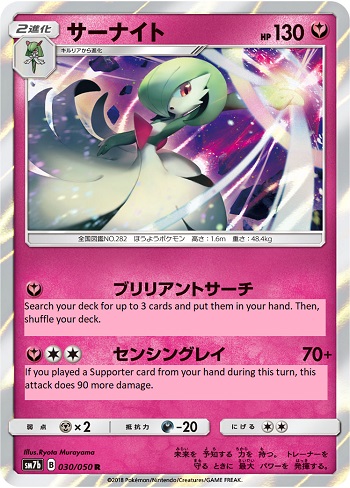 2進化 サーナイト HP 130
キルリアから進化
全国図鑑NO.282 ほうようポケモン 高さ:1.6m 重さ:48.4kg
ブリリアントサーチ
Search your deck for up to 3 cards and put them in your hand. Then,
shuffle your deck.
センシングレイ 70+
If you played a Supporter card from your hand during this turn, this
attack does 90 more damage.
弱点 ×2 抵抗力 -20 にげる
Illus.Ryota Murayama
sm7b B 030/050 R
未来を予知する力を持つ。トレーナーを
守るときに最大パワーを発揮する。
©2018 Pokémon/Nintendo/Creatures/GAME FREAK.